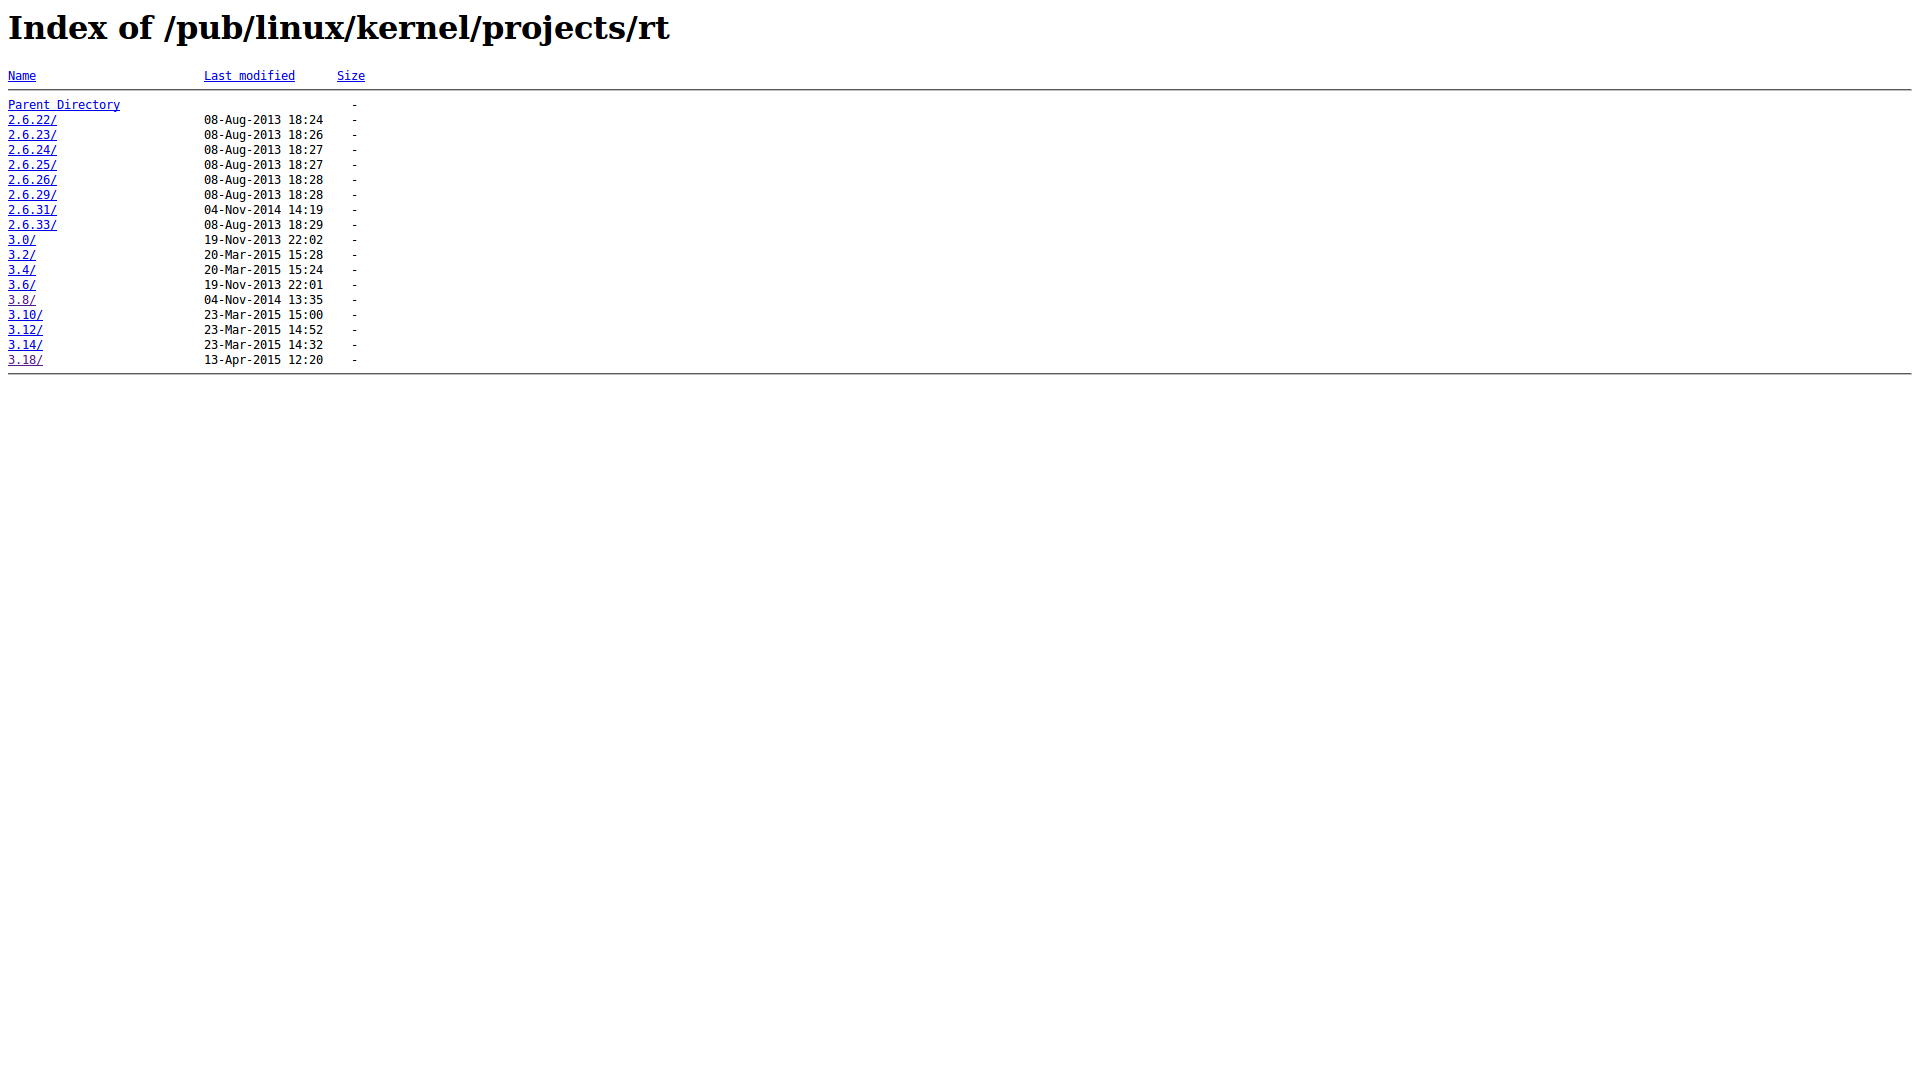 Index of /pub/linux/kernel/projects/rt
Name Last modified Size
Parent Directory -
2.6.22/ 08-Aug-2013 18:24 -
2.6.23/ 08-Aug-2013 18:26 -
2.6.24/ 08-Aug-2013 18:27 -
2.6.25/ 08-Aug-2013 18:27 -
2.6.26/ 08-Aug-2013 18:28 -
2.6.29/ 08-Aug-2013 18:28 -
2.6.31/ 04-Nov-2014 14:19 -
2.6.33/ 08-Aug-2013 18:29 -
3.0/ 19-Nov-2013 22:02 -
3.2/ 20-Mar-2015 15:28 -
3.4/ 20-Mar-2015 15:24 -
3.6/ 19-Nov-2013 22:01 -
3.8/ 04-Nov-2014 13:35 -
3.10/ 23-Mar-2015 15:00 -
3.12/ 23-Mar-2015 14:52 -
3.14/ 23-Mar-2015 14:32 -
3.18/ 13-Apr-2015 12:20 -